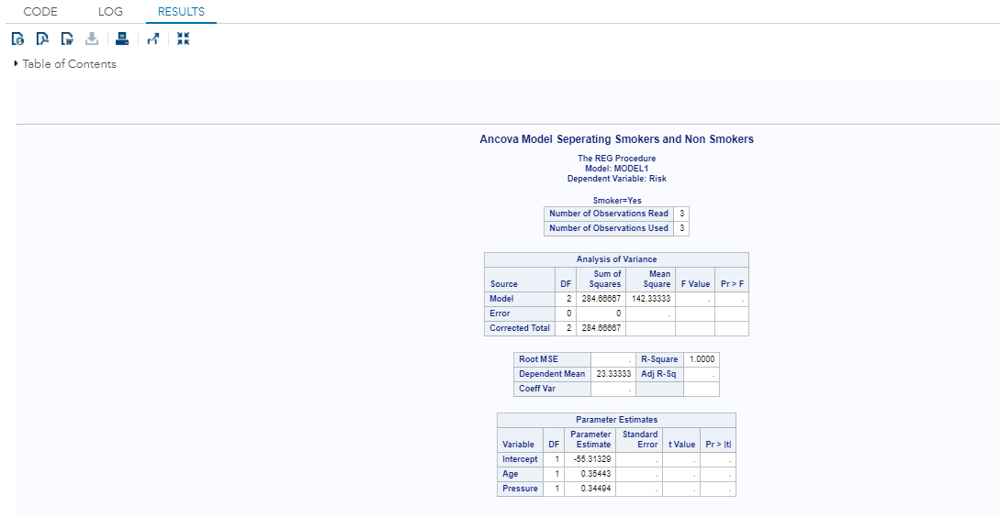 CODE LOG RESULTS
Table of Contents
Ancova Model Seperating Smokers and Non Smokers
The REG Procedure
Model: MODEL1
Dependent Variable: Risk
Smoker=Yes
Number of Observations Read 3
Number of Observations Used 3
Analysis of Variance
Source DF Sum of Squares Mean Square F Value Pr > F
Model 2 284.66667 142.33333 . .
Error 0 0 .
Corrected Total 2 284.66667
Root MSE . R-Square 1.0000
Dependent Mean 23.33333 Adj R-Sq .
Coeff Var .
Parameter Estimates
Variable DF Parameter Estimate Standard Error t Value Pr > |t|
Intercept 1 -55.31329 . . .
Age 1 0.35443 . . .
Pressure 1 0.34494 . . .